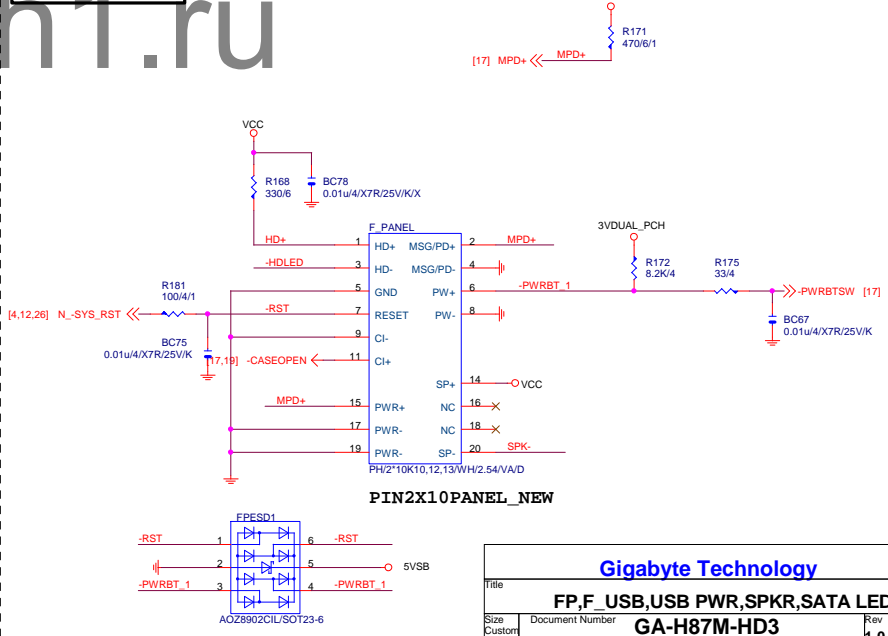 h1.ru
R171
470/6/1
[17] MPD+ MPD+
VCC
R168
330/6
BC78
0.01u/4/X7R/25V/K/X
F_PANEL
HD+ 1 HD+ MSG/PD+ 2 MPD+
-HDLED 3 HD- MSG/PD- 4
5 GND PW+ 6 -PWRBT_1
-RST 7 RESET PW- 8
9 CI-
[17,19] -CASEOPEN 11 CI+
SP+ 14 VCC
MPD+ 15 PWR+ NC 16
17 PWR- NC 18
19 PWR- SP- 20 SPK-
PH/2*10K10,12,13/WH/2.54/VA/D
PIN2X10PANEL_NEW
3VDUAL_PCH
R172
8.2K/4
R175
33/4
-PWRBTSW [17]
BC67
0.01u/4/X7R/25V/K
R181
100/4/1
[4,12,26] N_-SYS_RST
BC75
0.01u/4/X7R/25V/K
FPESD1
-RST 1 6 -RST
2 5 5VSB
-PWRBT_1 3 4 -PWRBT_1
AOZ8902CIL/SOT23-6
Gigabyte Technology
Title
FP,F_USB,USB PWR,SPKR,SATA LED
Size
Custom
Document Number
GA-H87M-HD3
Rev